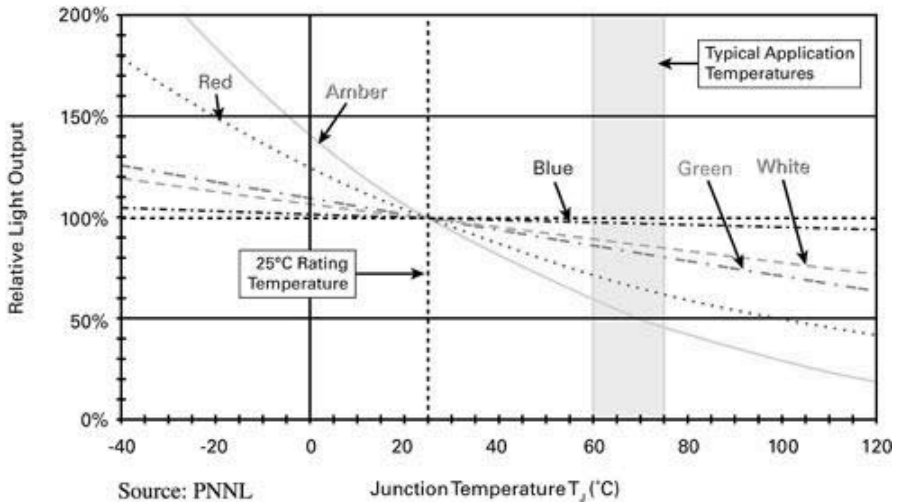 200%
150%
100%
50%
0%
Relative Light Output
Red
Amber
Blue
Green
White
Typical Application
Temperatures
25°C Rating
Temperature
-40
-20
0
20
40
60
80
100
120
Source: PNNL
Junction Temperature TJ (°C)